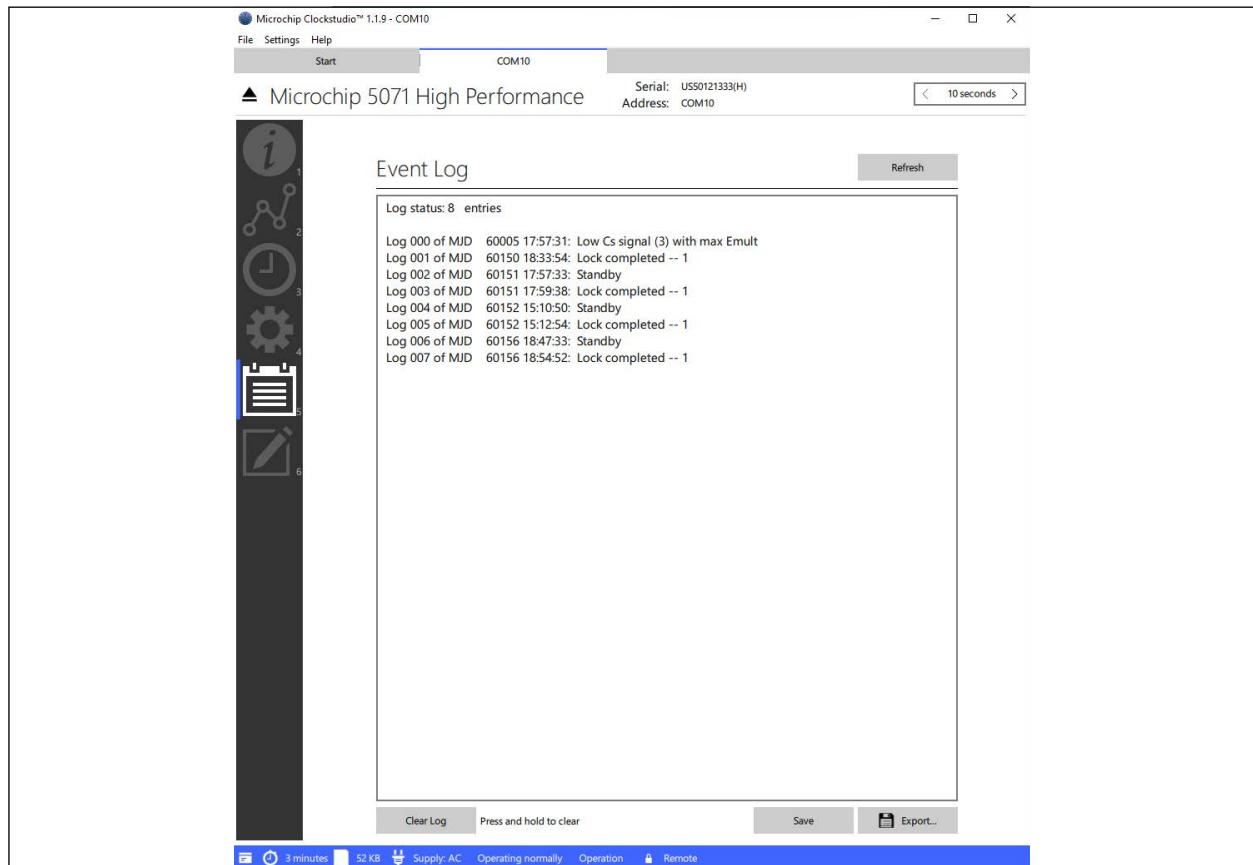 Microchip Clockstudio™ 1.1.9 - COM10
File Settings Help
Start COM10
Microchip 5071 High Performance
Serial: US50121333(H)
Address: COM10
10 seconds
1
2
3
4
5
6
Event Log
Refresh
Log status: 8 entries
Log 000 of MJD 60005 17:57:31: Low Cs signal (3) with max Emult
Log 001 of MJD 60150 18:33:54: Lock completed -- 1
Log 002 of MJD 60151 17:57:33: Standby
Log 003 of MJD 60151 17:59:38: Lock completed -- 1
Log 004 of MJD 60152 15:10:50: Standby
Log 005 of MJD 60152 15:12:54: Lock completed -- 1
Log 006 of MJD 60156 18:47:33: Standby
Log 007 of MJD 60156 18:54:52: Lock completed -- 1
Clear Log Press and hold to clear Save Export...
3 minutes 52 KB Supply: AC Operating normally Operation Remote